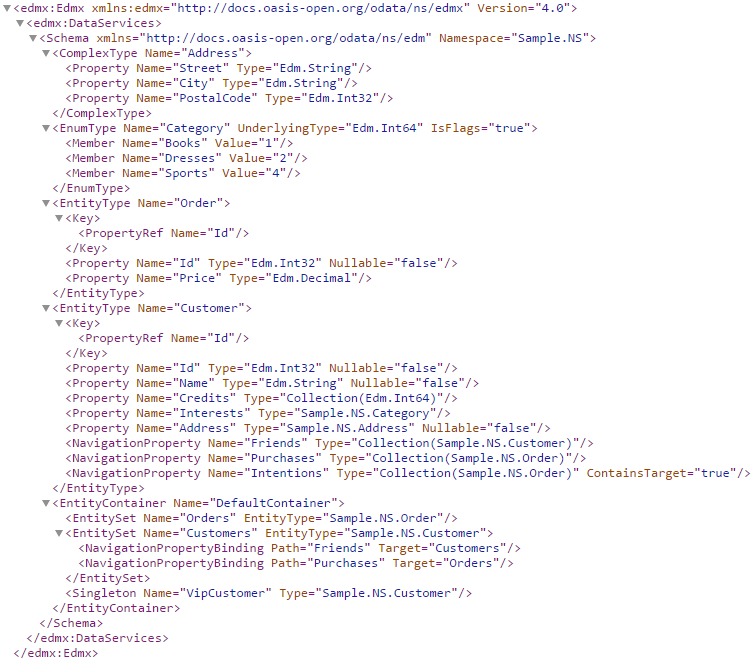 ▼<edmx:Edmx xmlns:edmx="http://docs.oasis-open.org/odata/ns/edmx" Version="4.0">
▼<edmx:DataServices>
▼<Schema xmlns="http://docs.oasis-open.org/odata/ns/edm" Namespace="Sample.NS">
▼<ComplexType Name="Address">
<Property Name="Street" Type="Edm.String"/>
<Property Name="City" Type="Edm.String"/>
<Property Name="PostalCode" Type="Edm.Int32"/>
</ComplexType>
▼<EnumType Name="Category" UnderlyingType="Edm.Int64" IsFlags="true">
<Member Name="Books" Value="1"/>
<Member Name="Dresses" Value="2"/>
<Member Name="Sports" Value="4"/>
</EnumType>
▼<EntityType Name="Order">
▼<Key>
<PropertyRef Name="Id"/>
</Key>
<Property Name="Id" Type="Edm.Int32" Nullable="false"/>
<Property Name="Price" Type="Edm.Decimal"/>
</EntityType>
▼<EntityType Name="Customer">
▼<Key>
<PropertyRef Name="Id"/>
</Key>
<Property Name="Id" Type="Edm.Int32" Nullable="false"/>
<Property Name="Name" Type="Edm.String" Nullable="false"/>
<Property Name="Credits" Type="Collection(Edm.Int64)"/>
<Property Name="Interests" Type="Sample.NS.Category"/>
<Property Name="Address" Type="Sample.NS.Address" Nullable="false"/>
<NavigationProperty Name="Friends" Type="Collection(Sample.NS.Customer)"/>
<NavigationProperty Name="Purchases" Type="Collection(Sample.NS.Order)"/>
<NavigationProperty Name="Intentions" Type="Collection(Sample.NS.Order)" ContainsTarget="true"/>
</EntityType>
▼<EntityContainer Name="DefaultContainer">
<EntitySet Name="Orders" EntityType="Sample.NS.Order"/>
▼<EntitySet Name="Customers" EntityType="Sample.NS.Customer">
<NavigationPropertyBinding Path="Friends" Target="Customers"/>
<NavigationPropertyBinding Path="Purchases" Target="Orders"/>
</EntitySet>
<Singleton Name="VipCustomer" Type="Sample.NS.Customer"/>
</EntityContainer>
</Schema>
</edmx:DataServices>
</edmx:Edmx>